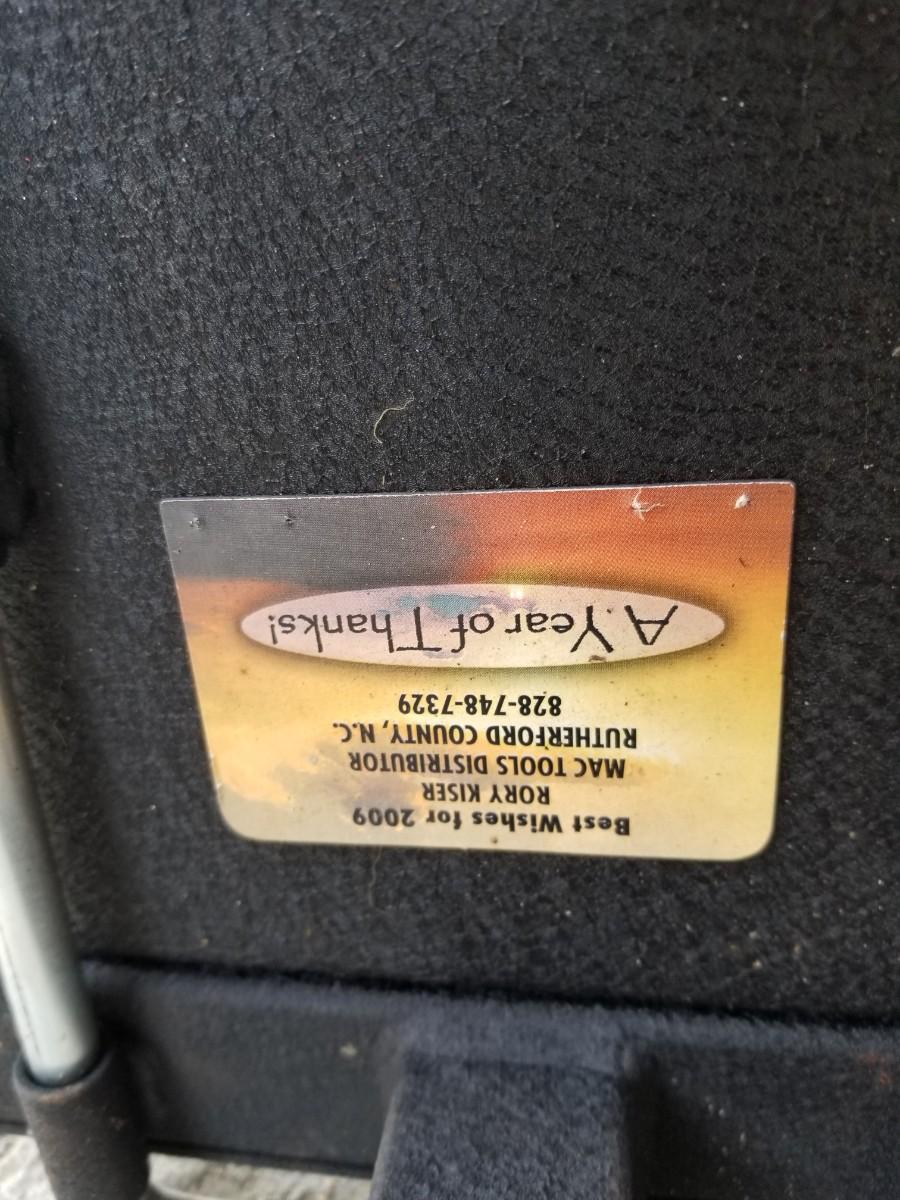 Best Wishes for 2009
RORY KISER
MAC TOOLS DISTRIBUTOR
RUTHERFORD COUNTY, N.C.
828-748-7329
A Year of Thanks!